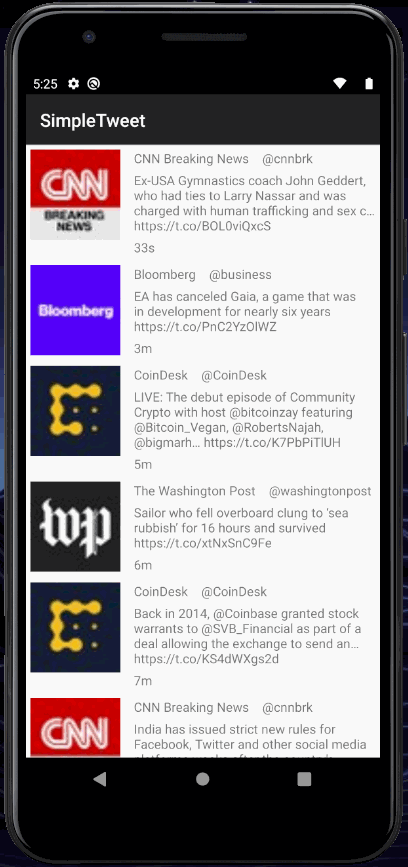 5:25
SimpleTweet
CNN
BREAKING
NEWS
CNN Breaking News @cnnbrk
Ex-USA Gymnastics coach John Geddert,
who had ties to Larry Nassar and was
charged with human trafficking and sex c…
https://t.co/BOL0viQxcS
33s
Bloomberg
Bloomberg @business
EA has canceled Gaia, a game that was
in development for nearly six years
https://t.co/PnC2YzOlWZ
3m
CoinDesk @CoinDesk
LIVE: The debut episode of Community
Crypto with host @bitcoinzay featuring
@Bitcoin_Vegan, @RobertsNajah,
@bigmarh… https://t.co/K7PbPiTlUH
5m
wp
The Washington Post @washingtonpost
Sailor who fell overboard clung to 'sea
rubbish' for 16 hours and survived
https://t.co/xtNxSnC9Fe
6m
CoinDesk @CoinDesk
Back in 2014, @Coinbase granted stock
warrants to @SVB_Financial as part of a
deal allowing the exchange to send an…
https://t.co/KS4dWXgs2d
7m
CNN
CNN Breaking News @cnnbrk
India has issued strict new rules for
Facebook, Twitter and other social media